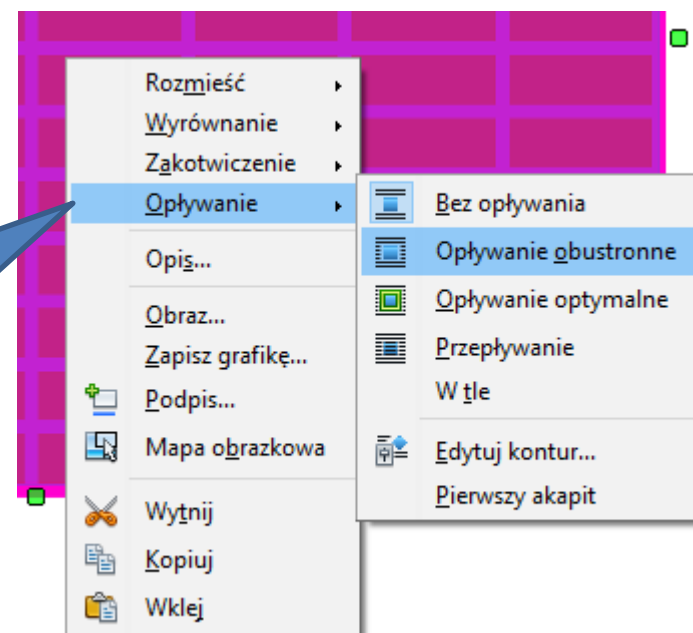 Rozmieść
Wyrównanie
Zakotwiczenie
Opływanie
Opis...
Obraz...
Zapisz grafikę...
Podpis...
Mapa obrazkowa
Wytnij
Kopiuj
Wklej
Bez opływania
Opływanie obustronne
Opływanie optymalne
Przepływanie
W tle
Edytuj kontur...
Pierwszy akapit